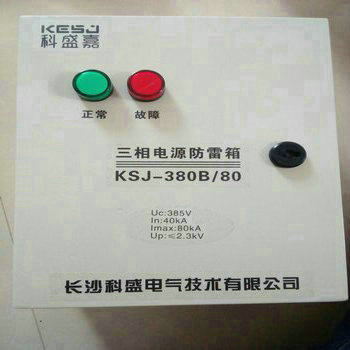 KESJ
科盛嘉
正常 故障
三相电源防雷箱
KSJ-380B/80
Uc:385V
In:40kA
Imax:80kA
Up:≤2.3kV
长沙科盛电气技术有限公司